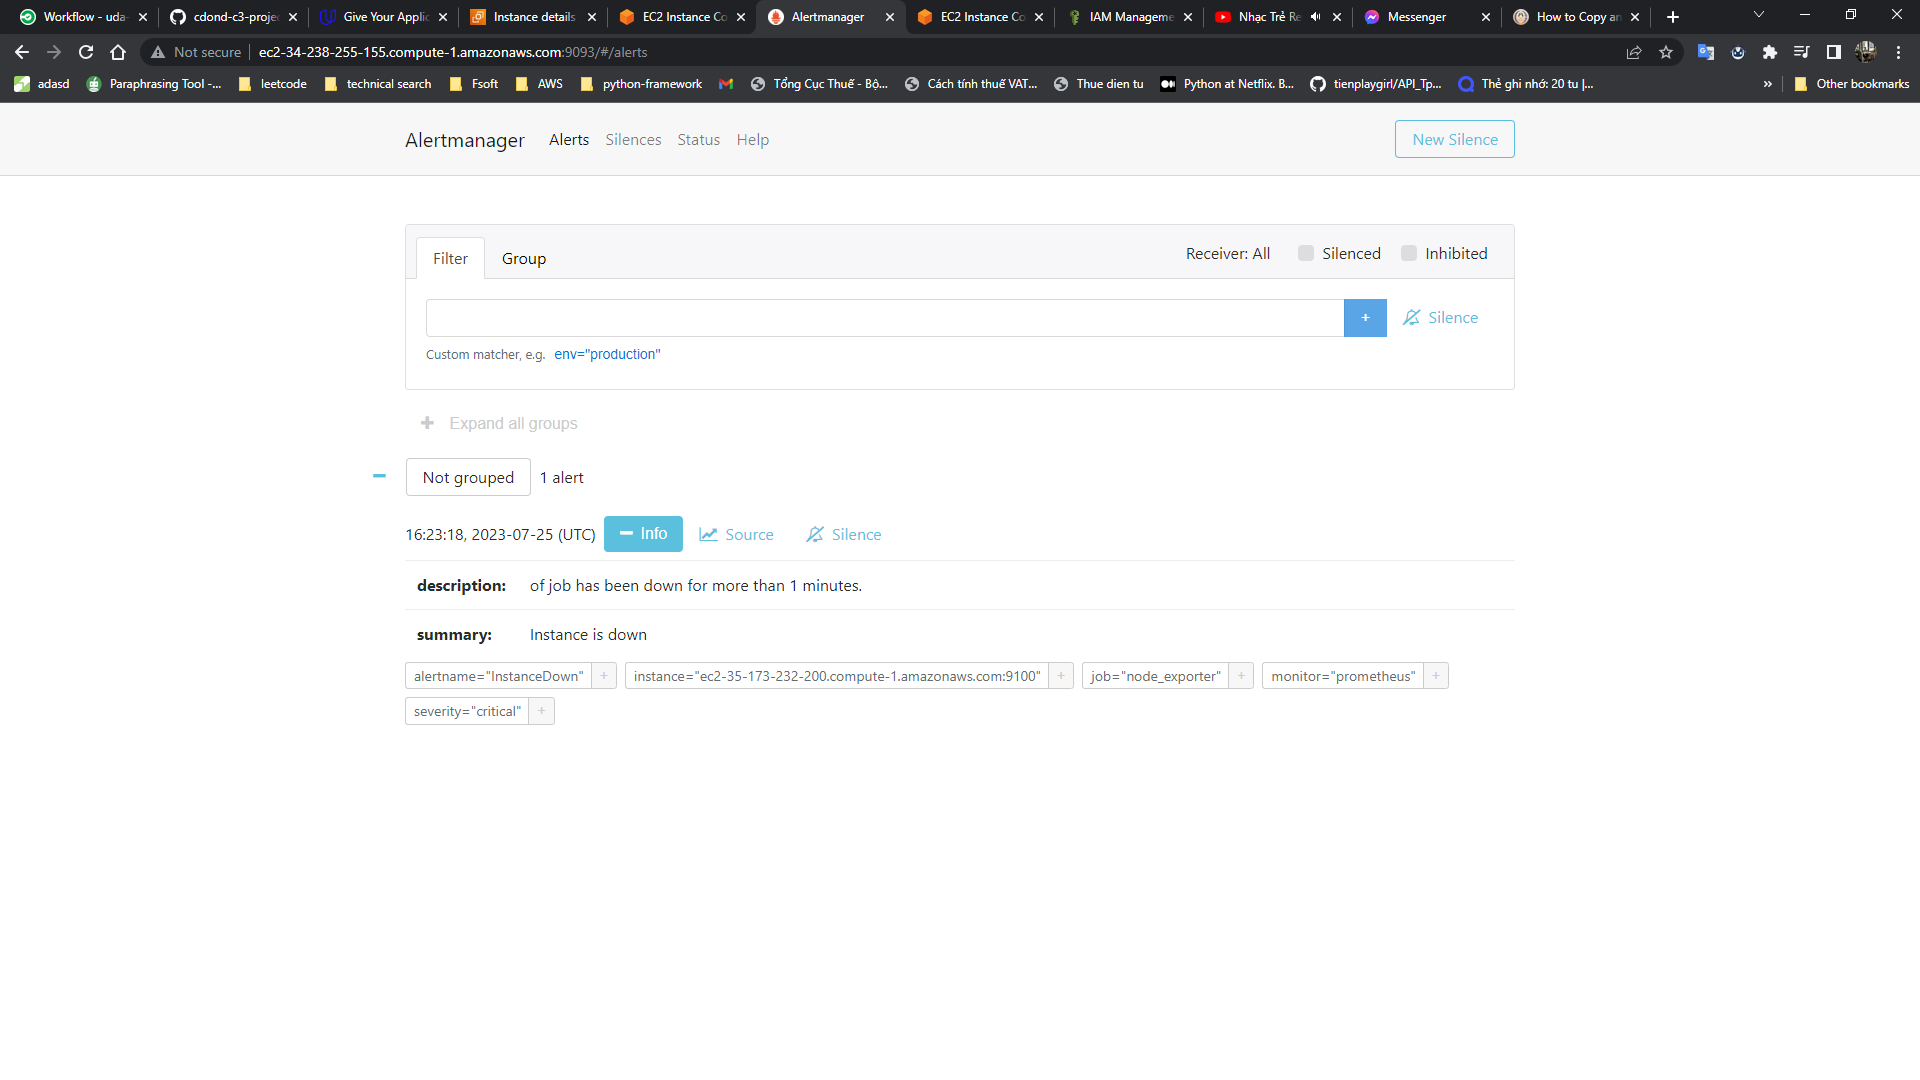 Workflow - uda-
cdond-c3-proje
Give Your Applic
Instance details
EC2 Instance Co
Alertmanager
EC2 Instance Co
IAM Manageme
Nhạc Trẻ Re
Messenger
How to Copy an
Not secure
ec2-34-238-255-155.compute-1.amazonaws.com:9093/#/alerts
adasd
Paraphrasing Tool -...
leetcode
technical search
Fsoft
AWS
python-framework
Tổng Cục Thuế - Bộ...
Cách tính thuế VAT...
Thue dien tu
Python at Netflix. B...
tienplaygirl/API_Tp...
Thẻ ghi nhớ: 20 tu |...
»
Other bookmarks
Alertmanager
Alerts
Silences
Status
Help
New Silence
Filter
Group
Receiver: All
Silenced
Inhibited
+
Silence
Custom matcher, e.g. env="production"
+ Expand all groups
Not grouped
1 alert
16:23:18, 2023-07-25 (UTC)
Info
Source
Silence
description: of job has been down for more than 1 minutes.
summary: Instance is down
alertname="InstanceDown" +
instance="ec2-35-173-232-200.compute-1.amazonaws.com:9100" +
job="node_exporter" +
monitor="prometheus" +
severity="critical" +